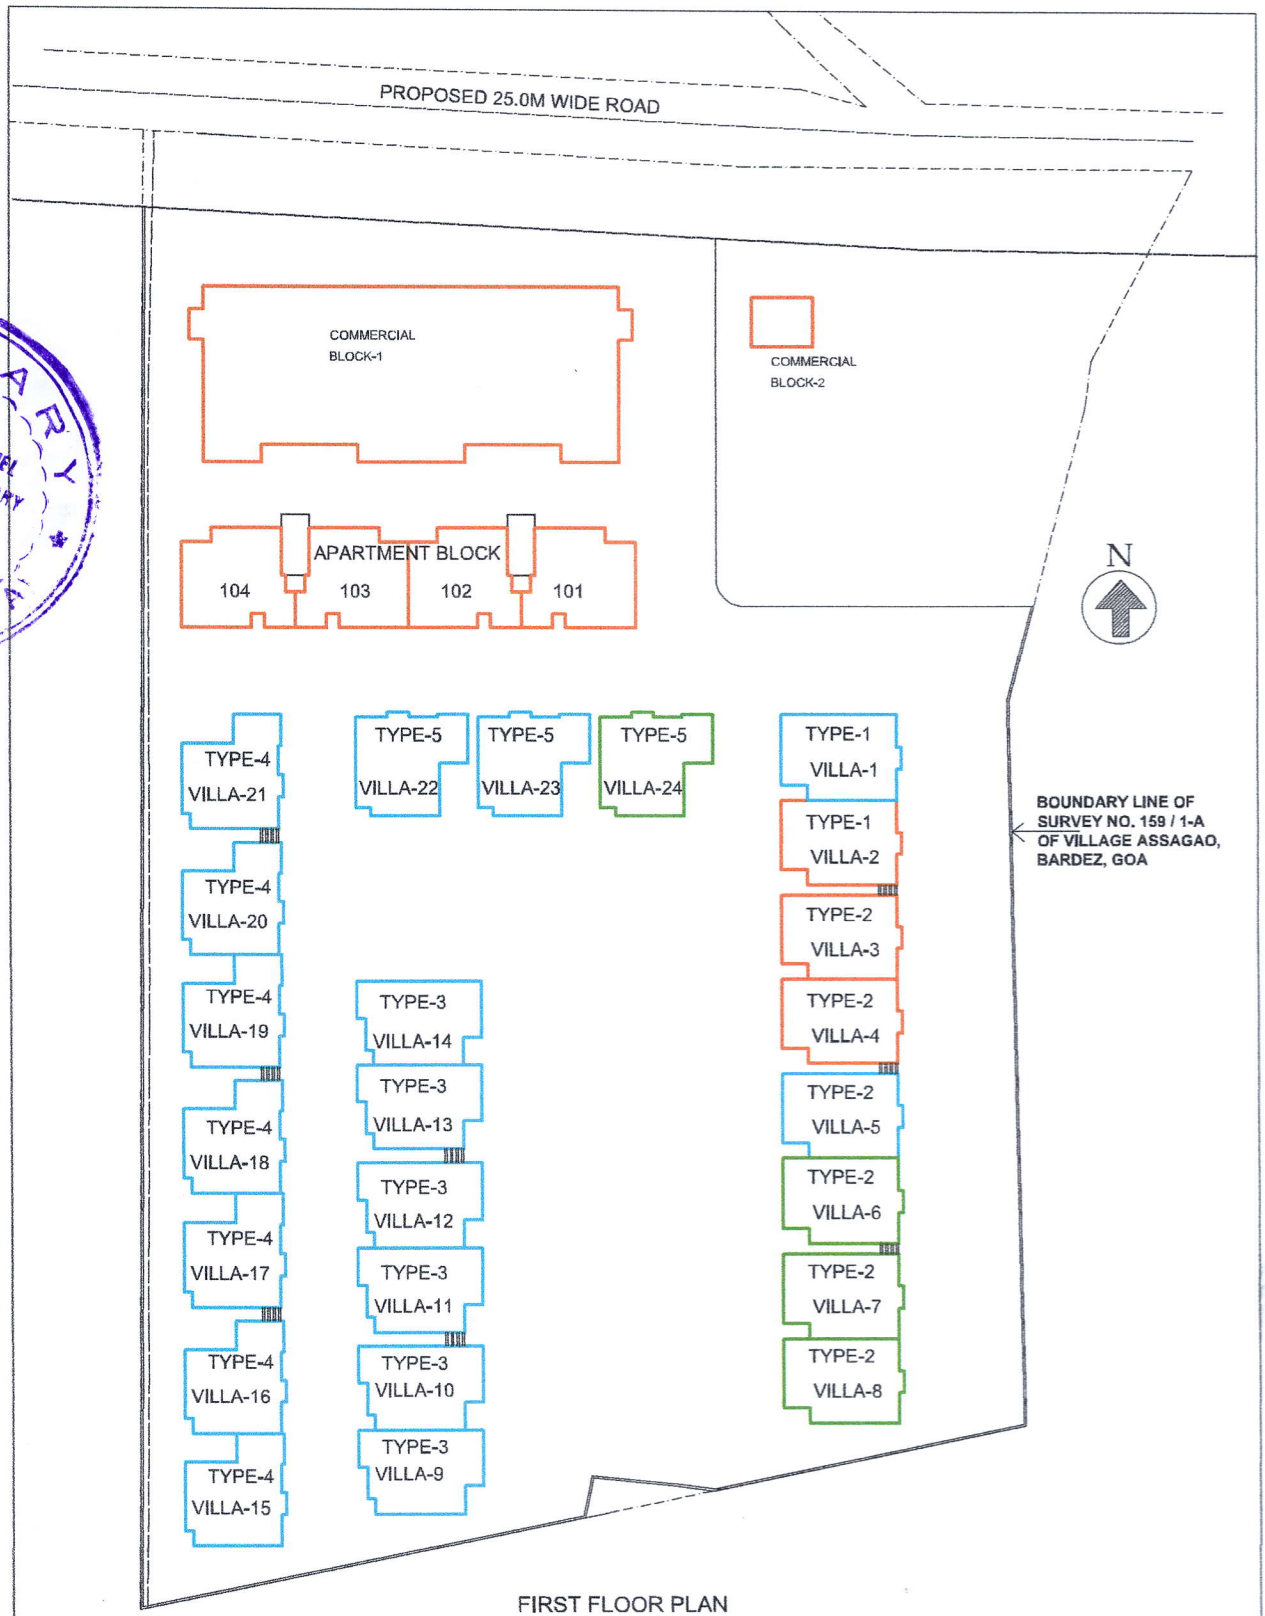 PROPOSED 25.0M WIDE ROAD
COMMERCIAL
BLOCK-1
COMMERCIAL
BLOCK-2
ARY
APARTMENT BLOCK
104
103
102
101
N
TYPE-4
VILLA-21
TYPE-5
VILLA-22
TYPE-5
VILLA-23
TYPE-5
VILLA-24
TYPE-1
VILLA-1
TYPE-1
VILLA-2
BOUNDARY LINE OF
SURVEY NO. 159 / 1-A
OF VILLAGE ASSAGAO,
BARDEZ, GOA
TYPE-4
VILLA-20
TYPE-2
VILLA-3
TYPE-4
VILLA-19
TYPE-3
VILLA-14
TYPE-2
VILLA-4
TYPE-4
VILLA-18
TYPE-3
VILLA-13
TYPE-2
VILLA-5
TYPE-3
VILLA-12
TYPE-2
VILLA-6
TYPE-4
VILLA-17
TYPE-3
VILLA-11
TYPE-2
VILLA-7
TYPE-4
VILLA-16
TYPE-3
VILLA-10
TYPE-2
VILLA-8
TYPE-4
VILLA-15
TYPE-3
VILLA-9
FIRST FLOOR PLAN